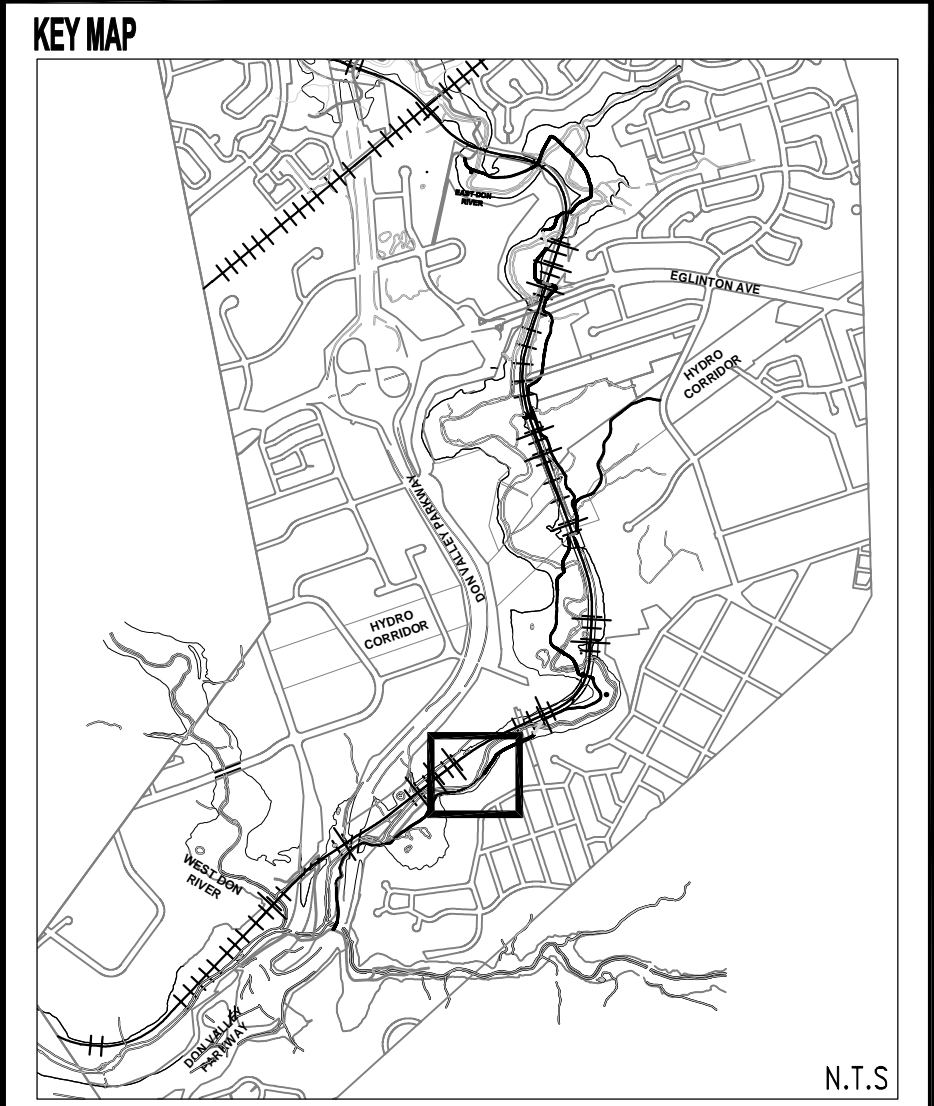 KEY MAP
EAST DON
RIVER
EGLINTON AVE
HYDRO
CORRIDOR
DON VALLEY PARKWAY
HYDRO
CORRIDOR
WEST DON
RIVER
DON VALLEY
PARKWAY
N.T.S